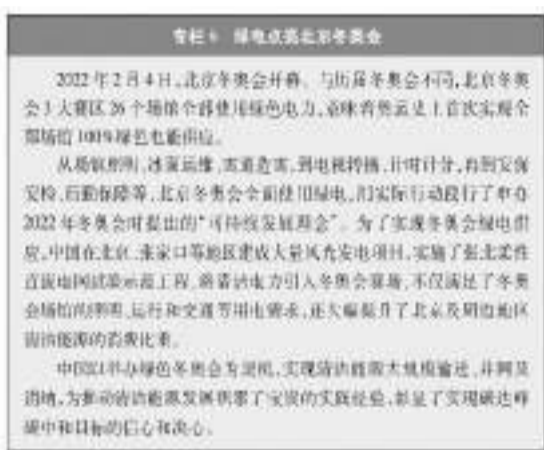 专栏5 绿电点亮北京冬奥会
2022年2月4日,北京冬奥会开幕。与历届冬奥会不同,北京冬奥
会3大赛区26个场馆全部使用绿色电力,意味着奥运史上首次实现全
部场馆100%绿色电能供应。
从场馆照明、冰面运维、雪道造雪,到电视转播、计时计分,再到安保
安检、后勤保障等,北京冬奥会全面使用绿电,用实际行动践行了申办
2022年冬奥会时提出的“可持续发展理念”。为了实现冬奥会绿电供
应,中国在北京、张家口等地区建成大量风光发电项目,实施了张北柔性
直流电网试验示范工程,将清洁电力引入冬奥会赛场,不仅满足了冬奥
会场馆的照明、运行和交通等用电需求,还大幅提升了北京及周边地区
清洁能源的消费比重。
中国以举办绿色冬奥会为契机,实现清洁能源大规模输送、并网及
消纳,为推动清洁能源发展积累了宝贵的实践经验,彰显了实现碳达峰
碳中和目标的信心和决心。